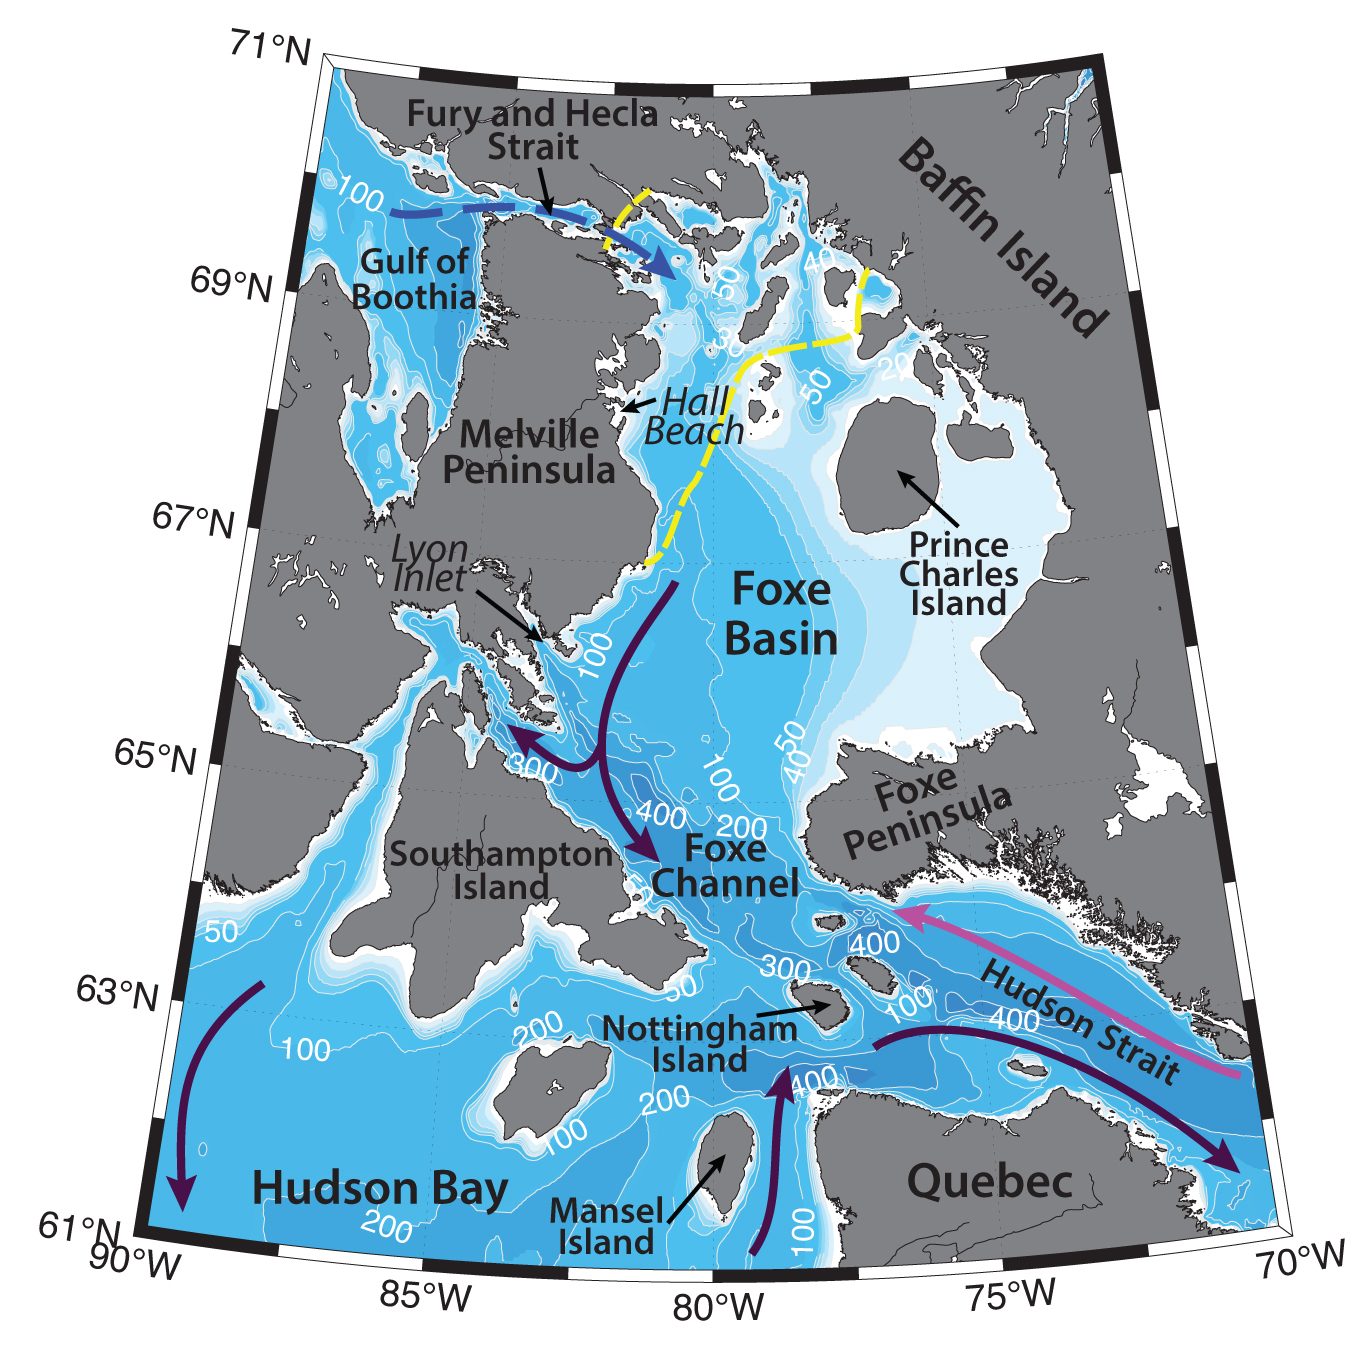 71°N
Fury and Hecla
Strait
Baffin Island
100
Gulf of
Boothia
69°N
40
50
30
20
50
Hall
Beach
Melville
Peninsula
67°N
Lyon
Inlet
Prince
Charles
Island
Foxe
Basin
100
65°N
50
40
300
100
400
200
Foxe
Peninsula
Southampton
Island
Foxe
Channel
50
50
400
300
63°N
50
100
Hudson Strait
400
Nottingham
Island
200
100
400
200
100
Hudson Bay
200
Mansel
Island
100
Quebec
61°N
90°W
85°W
80°W
75°W
70°W